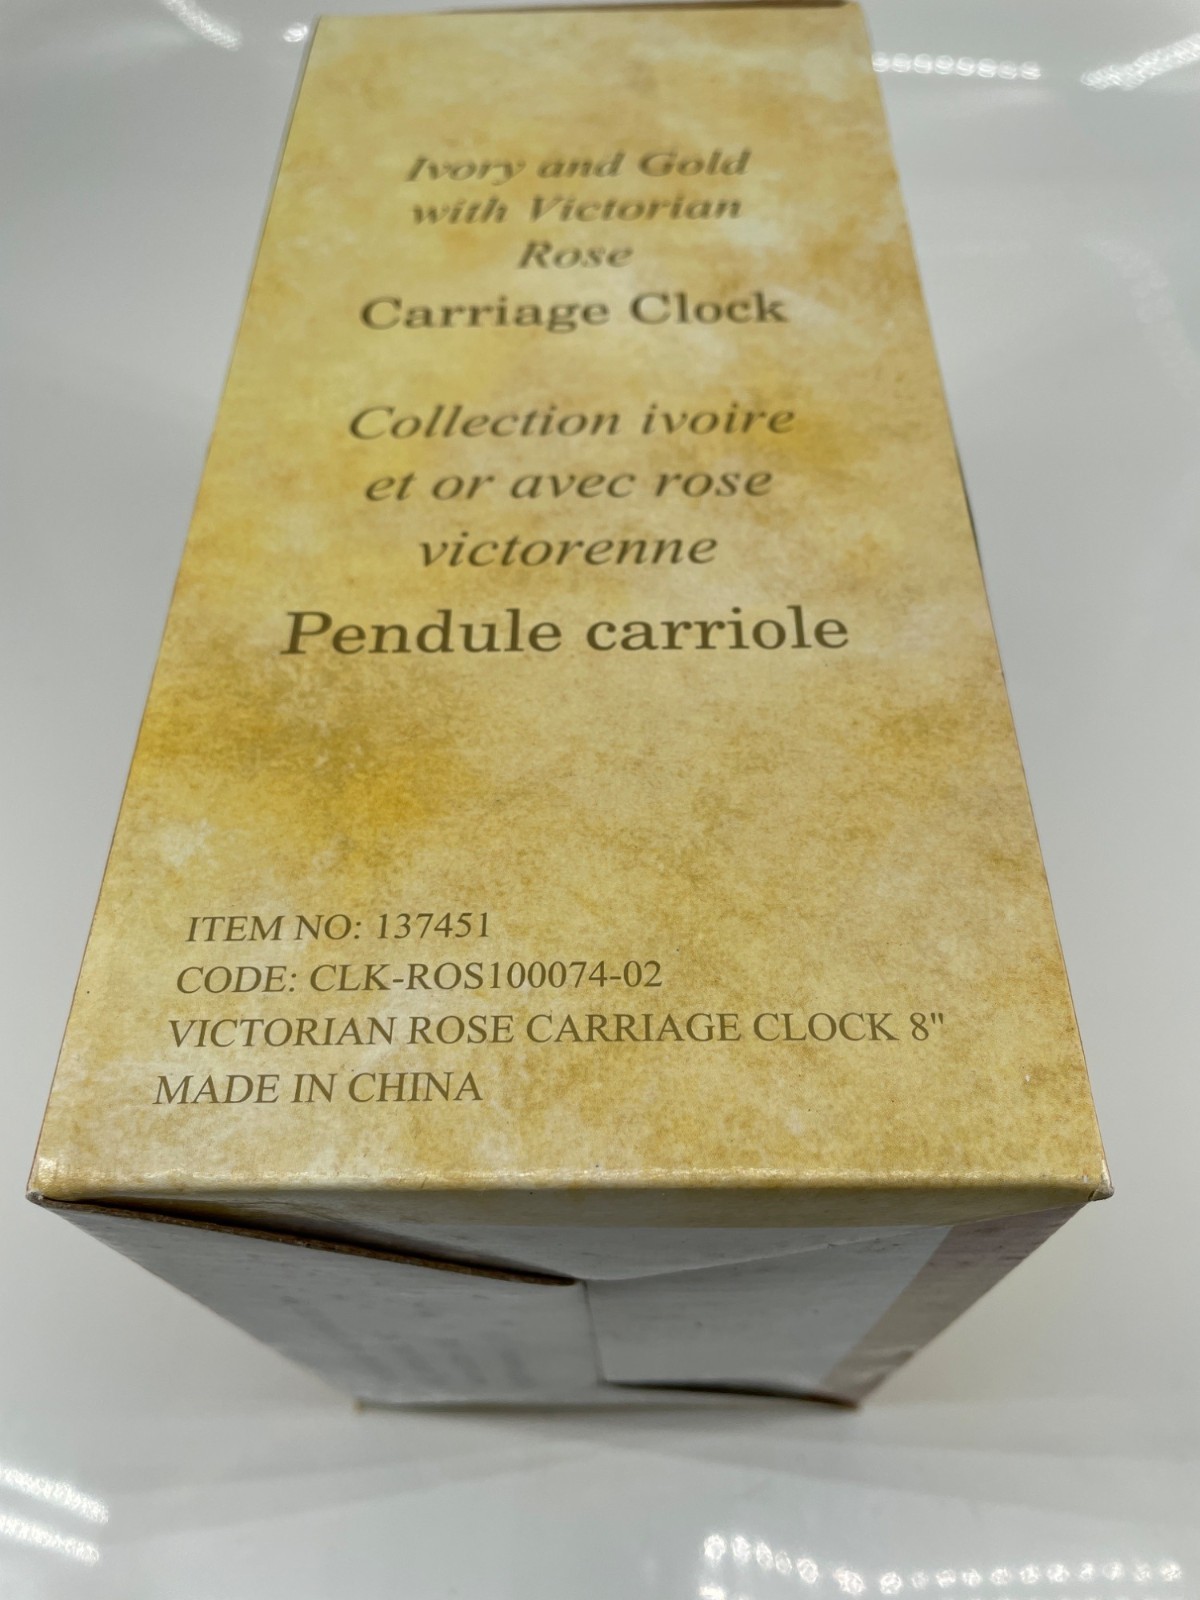 Ivory and Gold
with Victorian
Rose
Carriage Clock
Collection ivoire
et or avec rose
victorenne
Pendule carriole
ITEM NO: 137451
CODE: CLK-ROS100074-02
VICTORIAN ROSE CARRIAGE CLOCK 8"
MADE IN CHINA